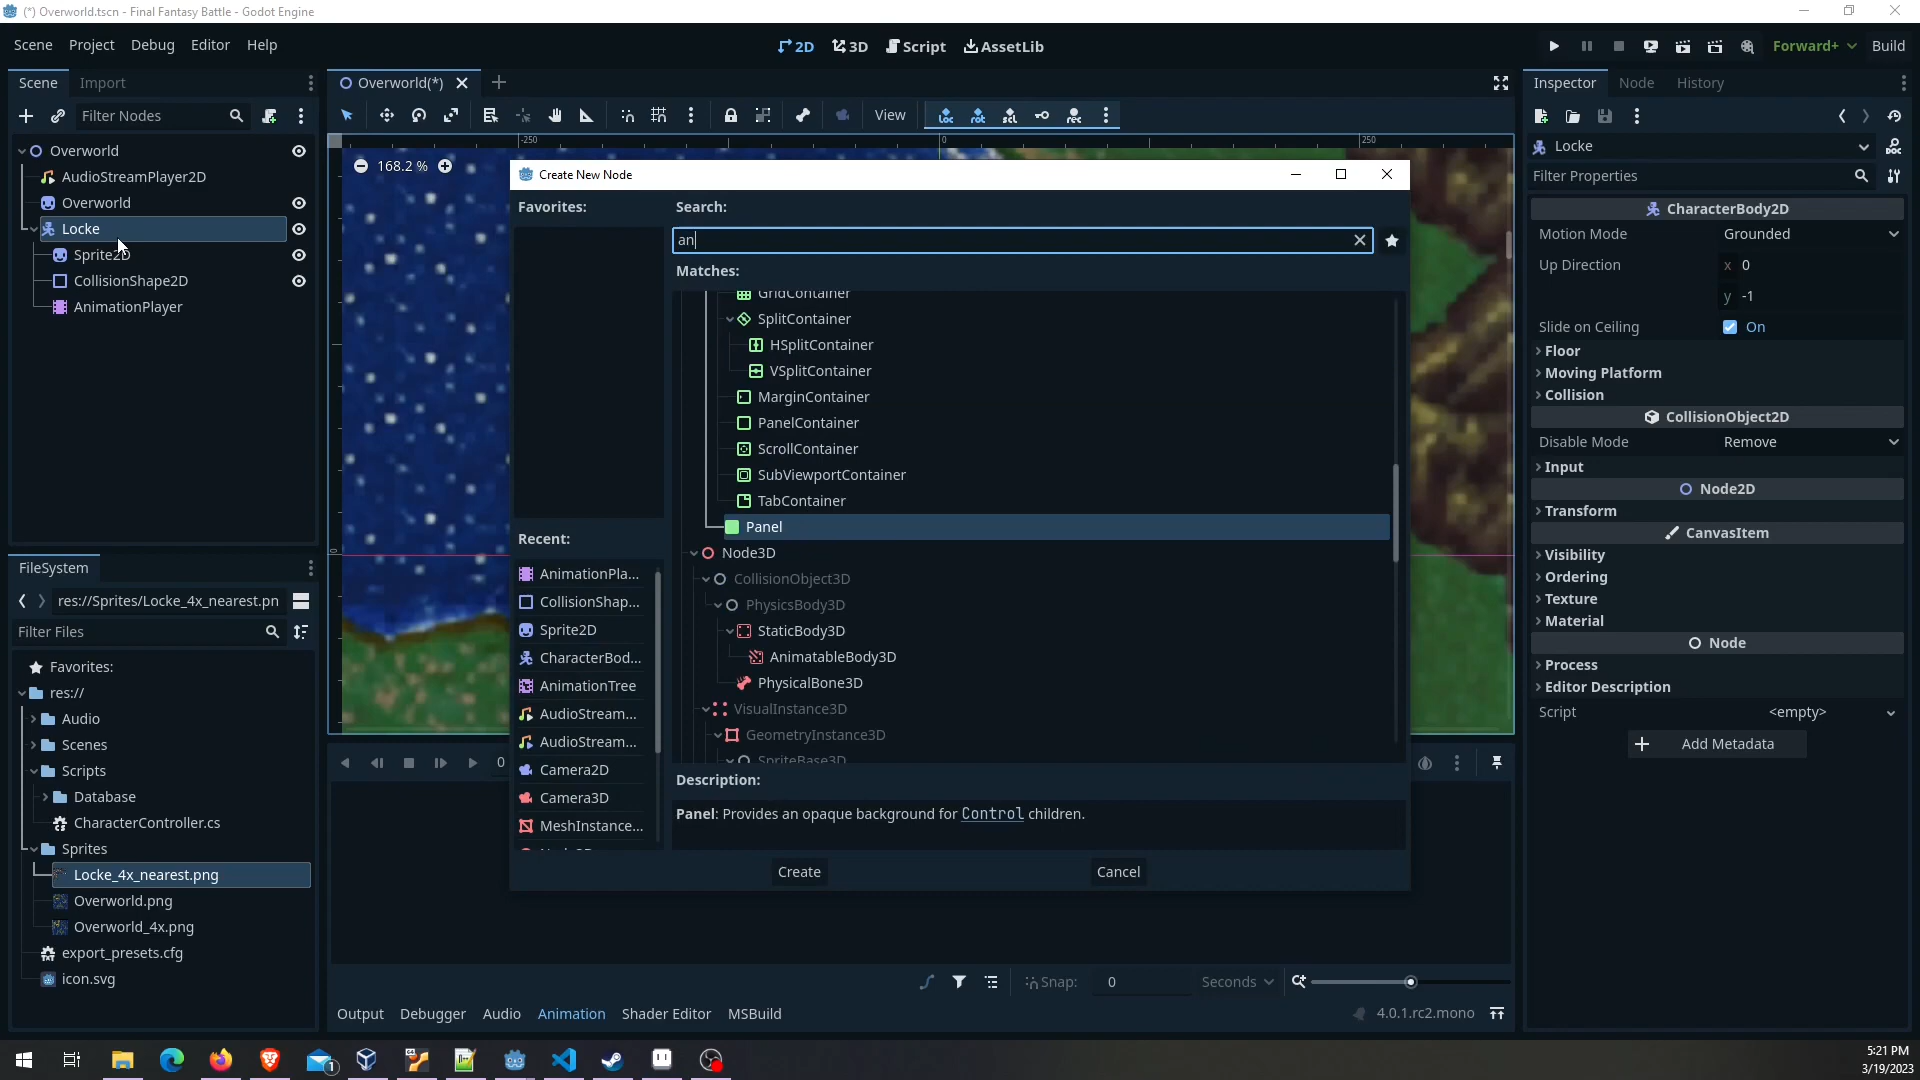 (*) Overworld.tscn - Final Fantasy Battle - Godot Engine
Scene Project Debug Editor Help
2D 3D Script AssetLib
Forward+ Build
Scene Import
Overworld(*)
Inspector Node History
Filter Nodes
View
Overworld
AudioStreamPlayer2D
Overworld
Locke
Sprite2D
CollisionShape2D
AnimationPlayer
-250 0 250
168.2 %
Create New Node
Favorites:
Search:
an
Matches:
GridContainer
SplitContainer
HSplitContainer
VSplitContainer
MarginContainer
PanelContainer
ScrollContainer
SubViewportContainer
TabContainer
Panel
Node3D
CollisionObject3D
PhysicsBody3D
StaticBody3D
AnimatableBody3D
PhysicalBone3D
VisualInstance3D
GeometryInstance3D
SpriteBase3D
Recent:
AnimationPla...
CollisionShap...
Sprite2D
CharacterBod...
AnimationTree
AudioStream...
AudioStream...
Camera2D
Camera3D
MeshInstance...
Description:
Panel: Provides an opaque background for Control children.
Create Cancel
Locke
Filter Properties
CharacterBody2D
Motion Mode Grounded
Up Direction x 0
y -1
Slide on Ceiling On
Floor
Moving Platform
Collision
CollisionObject2D
Disable Mode Remove
Input
Node2D
Transform
CanvasItem
Visibility
Ordering
Texture
Material
Node
Process
Editor Description
Script <empty>
Add Metadata
FileSystem
res://Sprites/Locke_4x_nearest.pn
Filter Files
Favorites:
res://
Audio
Scenes
Scripts
Database
CharacterController.cs
Sprites
Locke_4x_nearest.png
Overworld.png
Overworld_4x.png
export_presets.cfg
icon.svg
0
Snap: 0 Seconds
Output Debugger Audio Animation Shader Editor MSBuild
4.0.1.rc2.mono
1
5:21 PM
3/19/2023